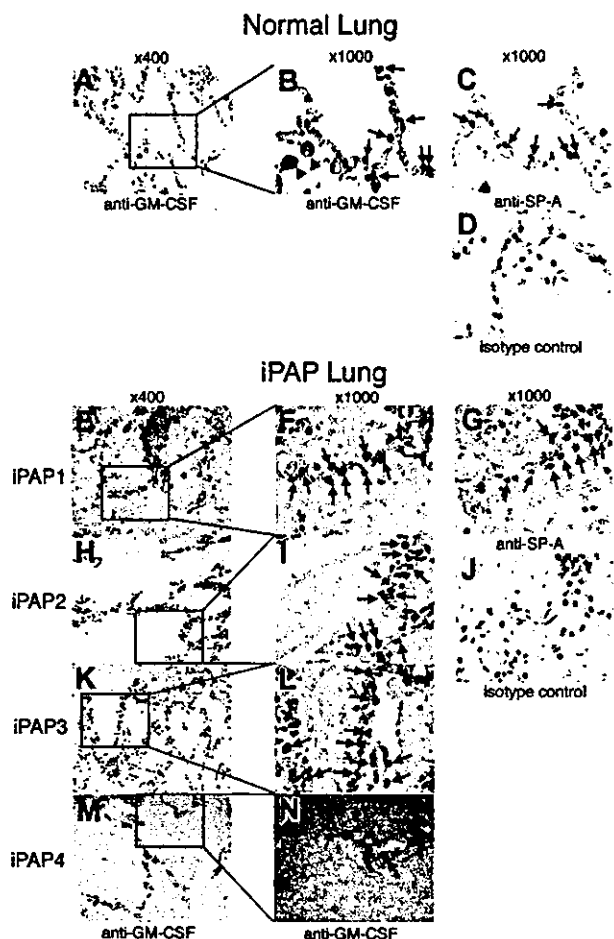 Normal Lung
x400 x1000 x1000
A B C
anti-GM-CSF anti-GM-CSF anti-SP-A
D
isotype control
iPAP Lung
x400 x1000 x1000
E F G
iPAP1
anti-SP-A
H I J
iPAP2
isotype control
K L
iPAP3
M N
iPAP4
anti-GM-CSF anti-GM-CSF